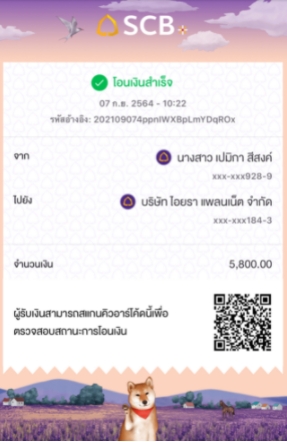 SCB
โอนเงินสำเร็จ
07 ก.ย. 2564 - 10:22
รหัสอ้างอิง: 202109074ppnIWXBpLmYDqROx
จาก
นางสาว เปมิกา สีสงค์
xxx-xxx928-9
ไปยัง
บริษัท ไอยรา แพลนเน็ต จำกัด
xxx-xxx184-3
จำนวนเงิน
5,800.00
ผู้รับเงินสามารถสแกนคิวอาร์โค้ดนี้เพื่อ
ตรวจสอบสถานะการโอนเงิน